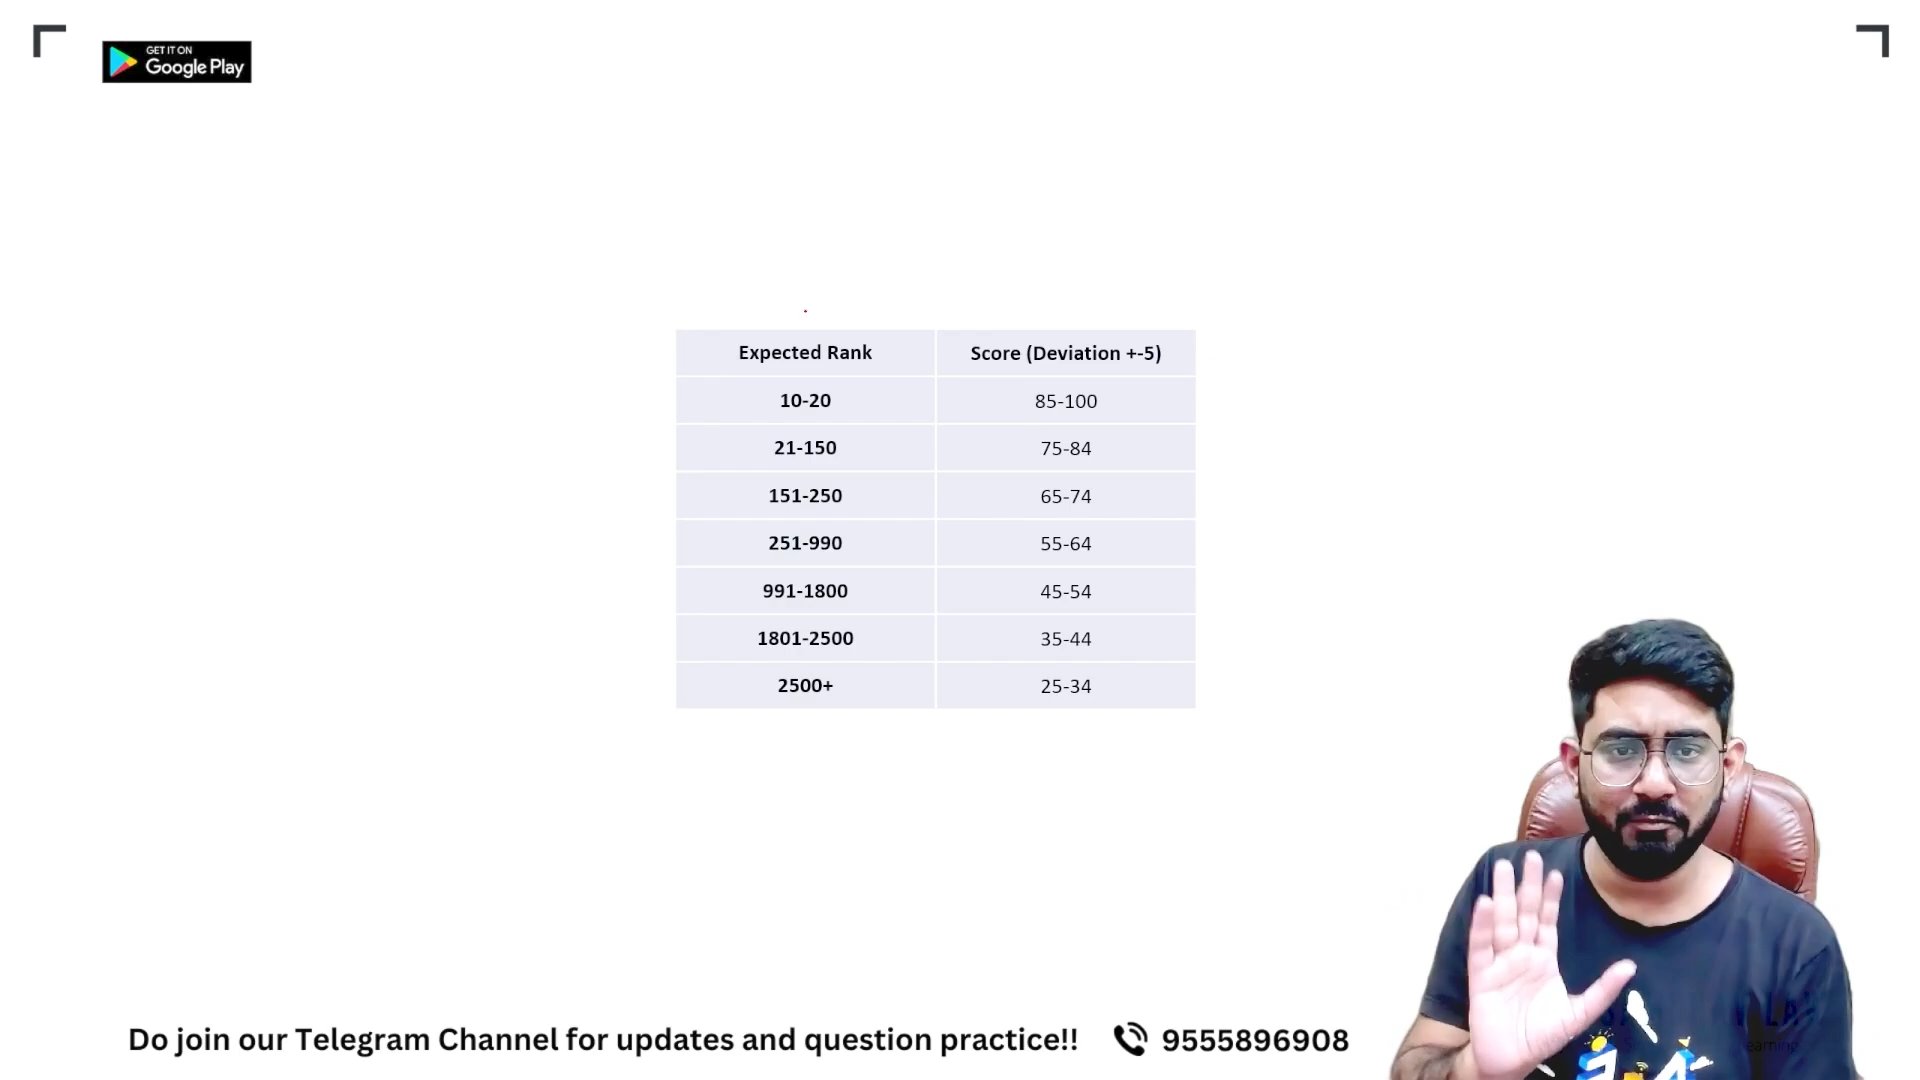 GET IT ON
Google Play
Expected Rank Score (Deviation +-5)
10-20 85-100
21-150 75-84
151-250 65-74
251-990 55-64
991-1800 45-54
1801-2500 35-44
2500+ 25-34
Do join our Telegram Channel for updates and question practice!! 9555896908